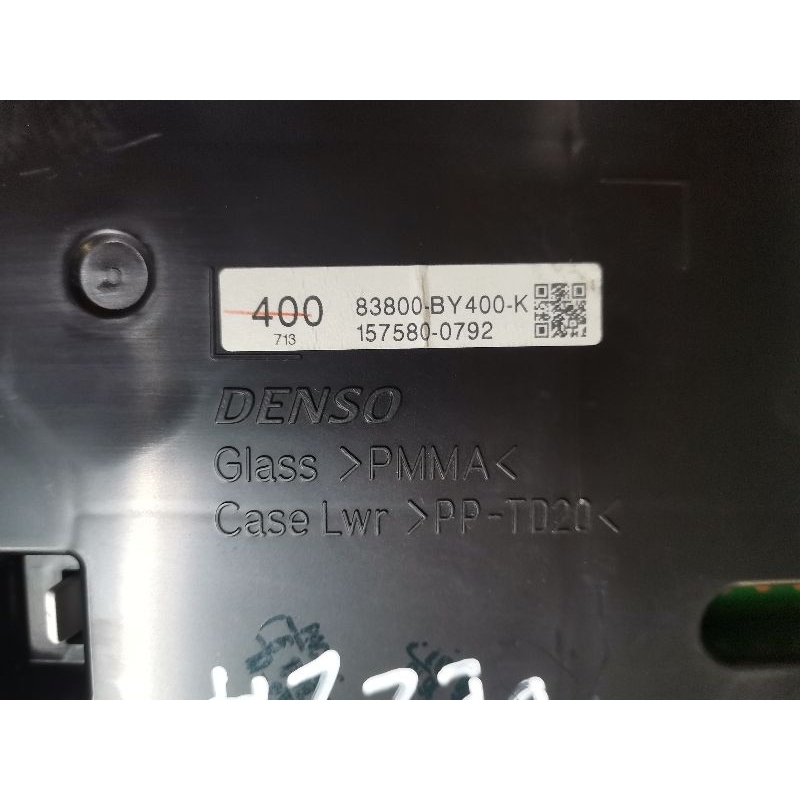 400 83800-BY400-K
713 157580-0792
DENSO
Glass >PMMA<
Case Lwr >PP-TD20<